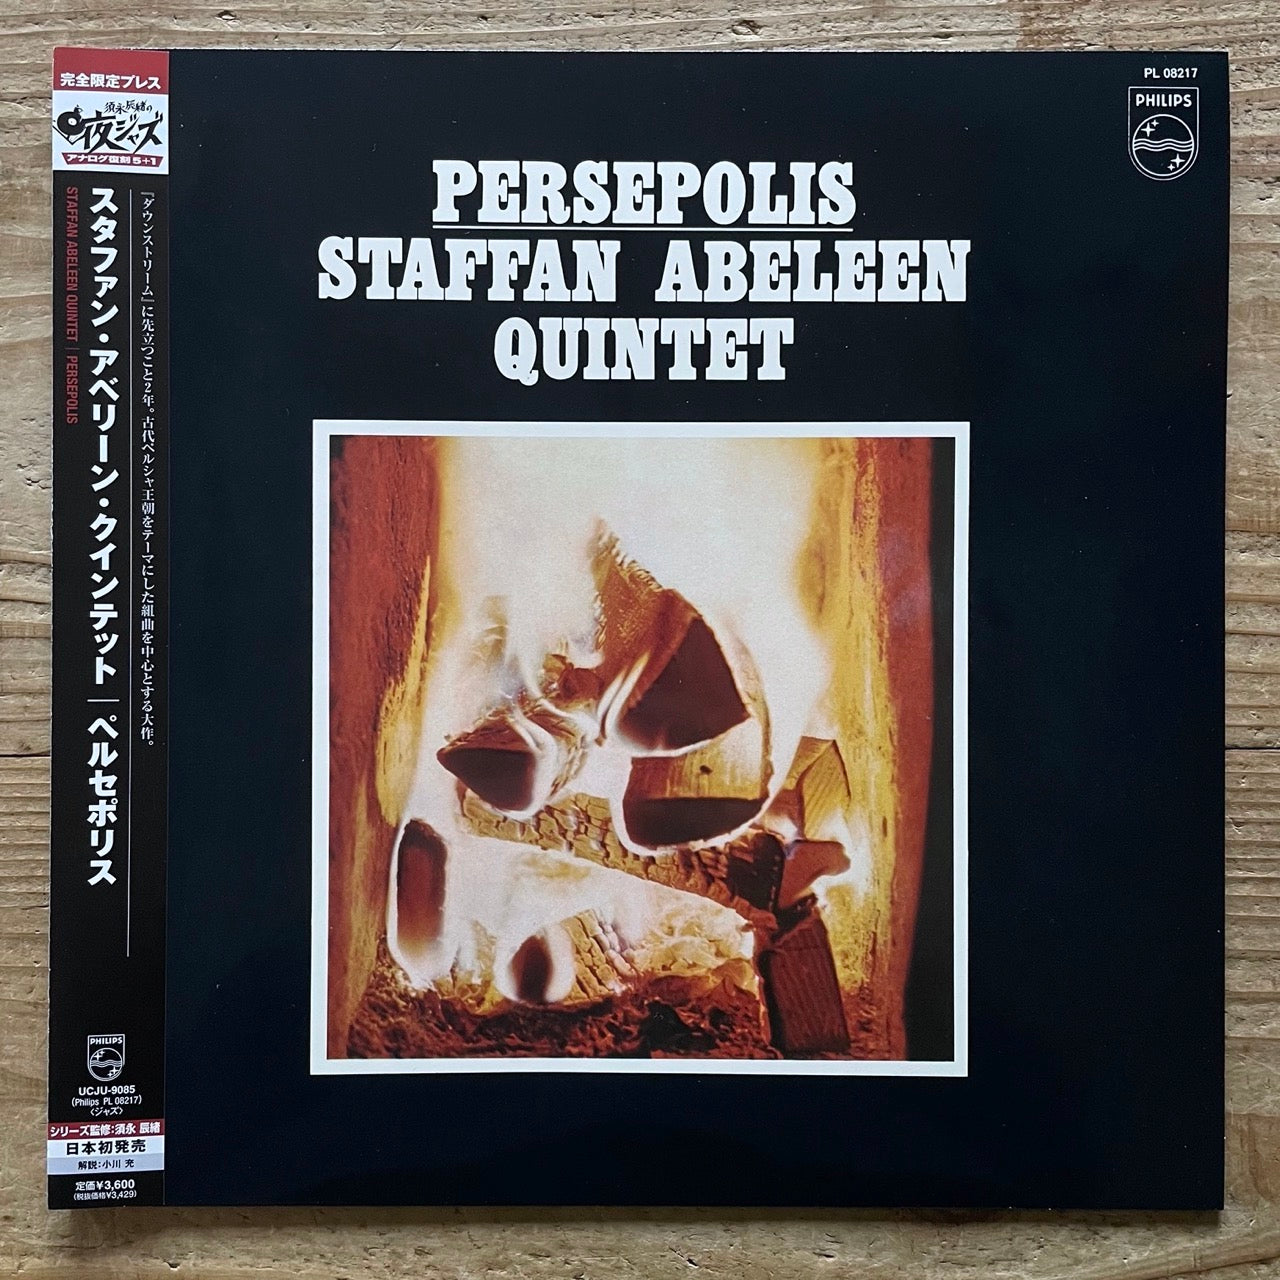 完全限定プレス
須永辰緒の
夜ジャズ
アナログ復刻5+1
『ダウンストリーム』に先立つこと2年。古代ペルシャ王朝をテーマにした組曲を中心とする大作。
スタファン・アベリーン・クインテット｜ペルセポリス
STAFFAN ABELEEN QUINTET | PERSEPOLIS
PHILIPS
UCJU-9085
(Philips PL 08217)
〈ジャズ〉
シリーズ監修:須永 辰緒
日本初発売
解説:小川 充
定価¥3,600
(税抜価格¥3,429)
PL 08217
PHILIPS
PERSEPOLIS
STAFFAN ABELEEN
QUINTET